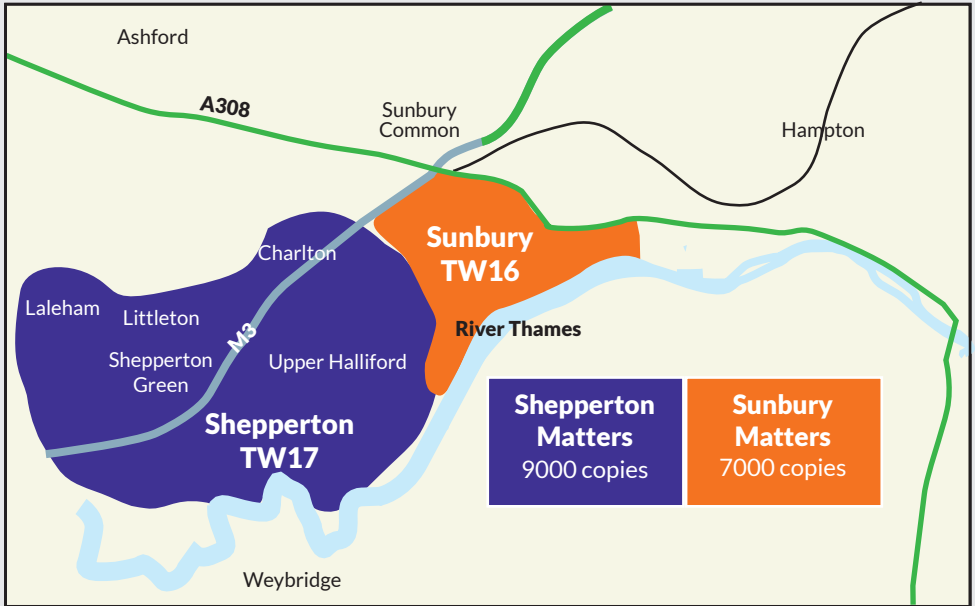 Ashford
A308
Sunbury
Common
Hampton
Sunbury
TW16
Charlton
Laleham
Littleton
M3
River Thames
Shepperton
Green
Upper Halliford
Shepperton
TW17
Shepperton
Matters
9000 copies
Sunbury
Matters
7000 copies
Weybridge